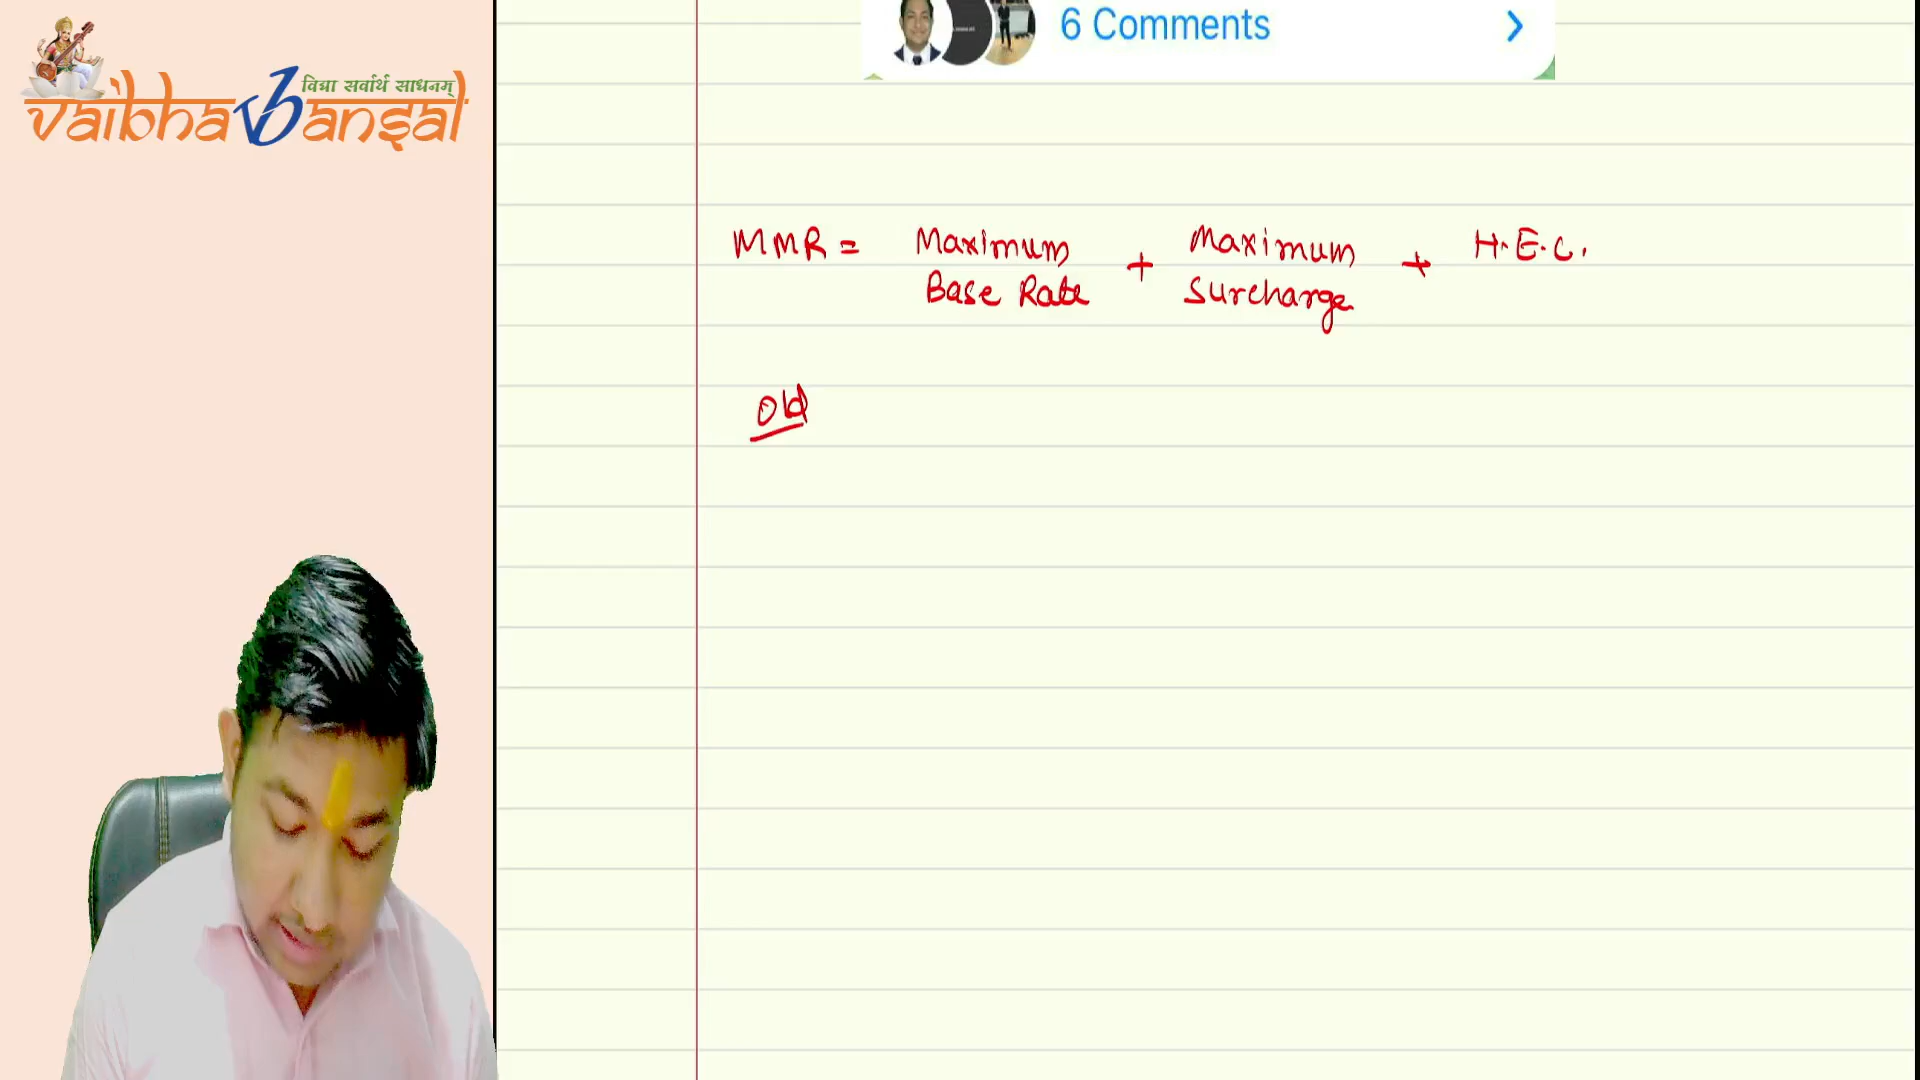 विद्या सर्वार्थ साधनम्
vaibhav Bansal
6 Comments
MMR = Maximum Base Rate + Maximum Surcharge + H.E.C.
Old